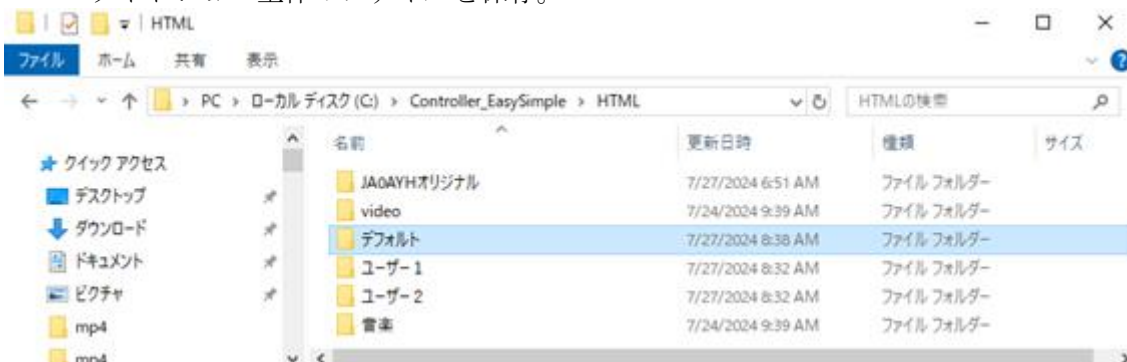 HTML
ファイル ホーム 共有 表示
PC › ローカル ディスク (C:) › Controller_EasySimple › HTML
HTMLの検索
名前 更新日時 種類 サイズ
クイック アクセス
デスクトップ
ダウンロード
ドキュメント
ピクチャ
mp4
mp4
JA0AYHオリジナル 7/27/2024 6:51 AM ファイル フォルダー
video 7/24/2024 9:39 AM ファイル フォルダー
デフォルト 7/27/2024 8:38 AM ファイル フォルダー
ユーザー1 7/27/2024 8:32 AM ファイル フォルダー
ユーザー2 7/27/2024 8:32 AM ファイル フォルダー
音楽 7/24/2024 9:39 AM ファイル フォルダー